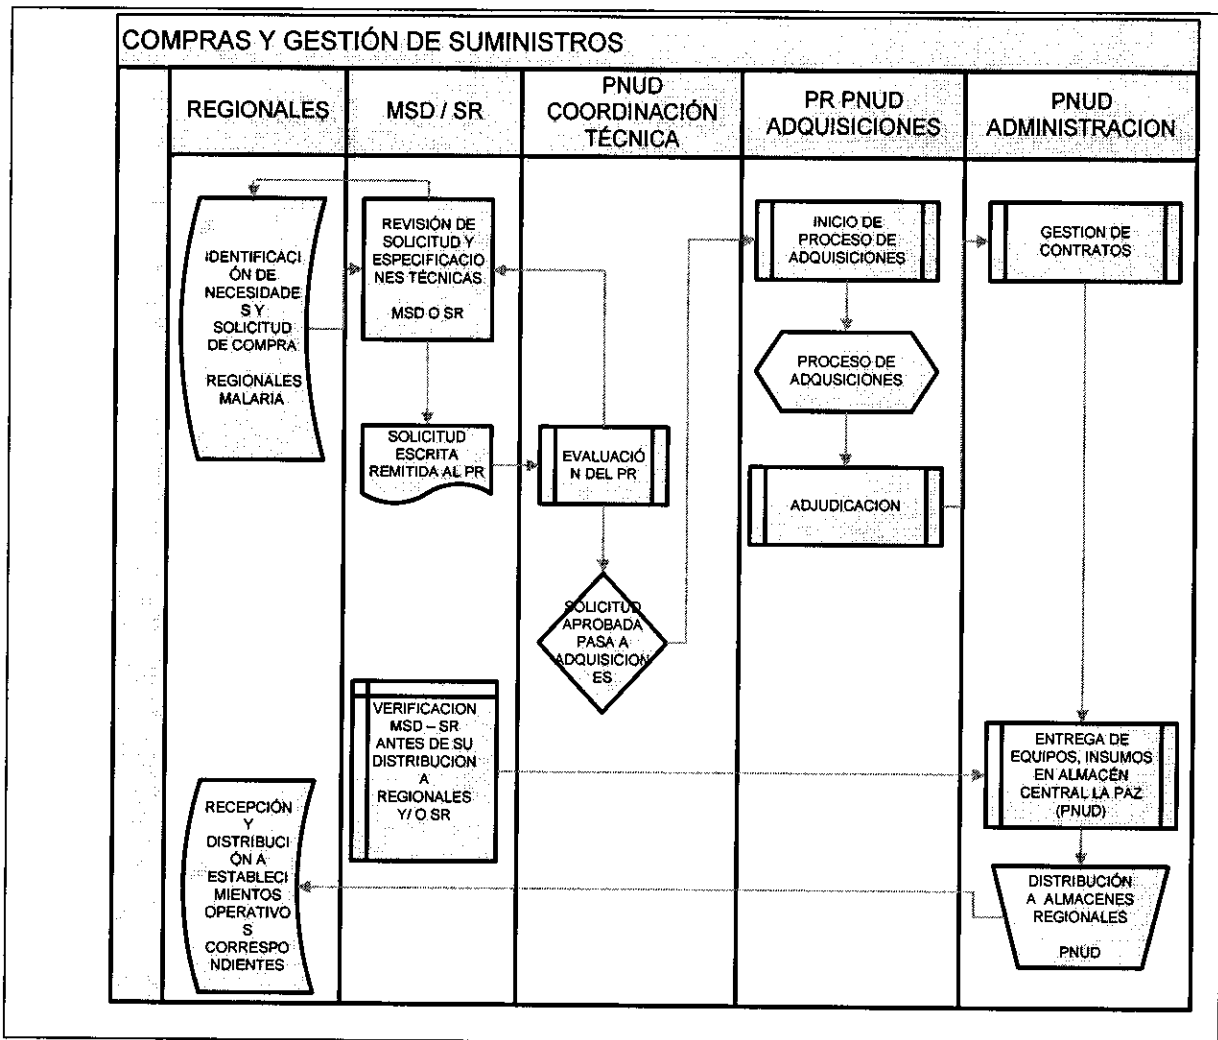 COMPRAS Y GESTIÓN DE SUMINISTROS
REGIONALES
MSD / SR
PNUD
COORDINACIÓN
TÉCNICA
PR PNUD
ADQUISICIONES
PNUD
ADMINISTRACION
IDENTIFICACI
ÓN DE
NECESIDADE
S Y
SOLICITUD
DE COMPRA
REGIONALES
MALARIA
REVISIÓN DE
SOLICITUD Y
ESPECIFICACIO
NES TÉCNICAS
MSD O SR
INICIO DE
PROCESO DE
ADQUISICIONES
GESTION DE
CONTRATOS
PROCESO DE
ADQUSICIONES
SOLICITUD
ESCRITA
REMITIDA AL PR
EVALUACIÓ
N DEL PR
ADJUDICACION
SOLICITUD
APROBADA
PASA A
ADQUISICION
ES
VERIFICACION
MSD – SR
ANTES DE SU
DISTRIBUCION
A
REGIONALES
Y/ O SR
ENTREGA DE
EQUIPOS, INSUMOS
EN ALMACÉN
CENTRAL LA PAZ
(PNUD)
RECEPCIÓN
Y
DISTRIBUCI
ÓN A
ESTABLECI
MIENTOS
OPERATIVO
S
CORRESPO
NDIENTES
DISTRIBUCIÓN
A ALMACENES
REGIONALES
PNUD